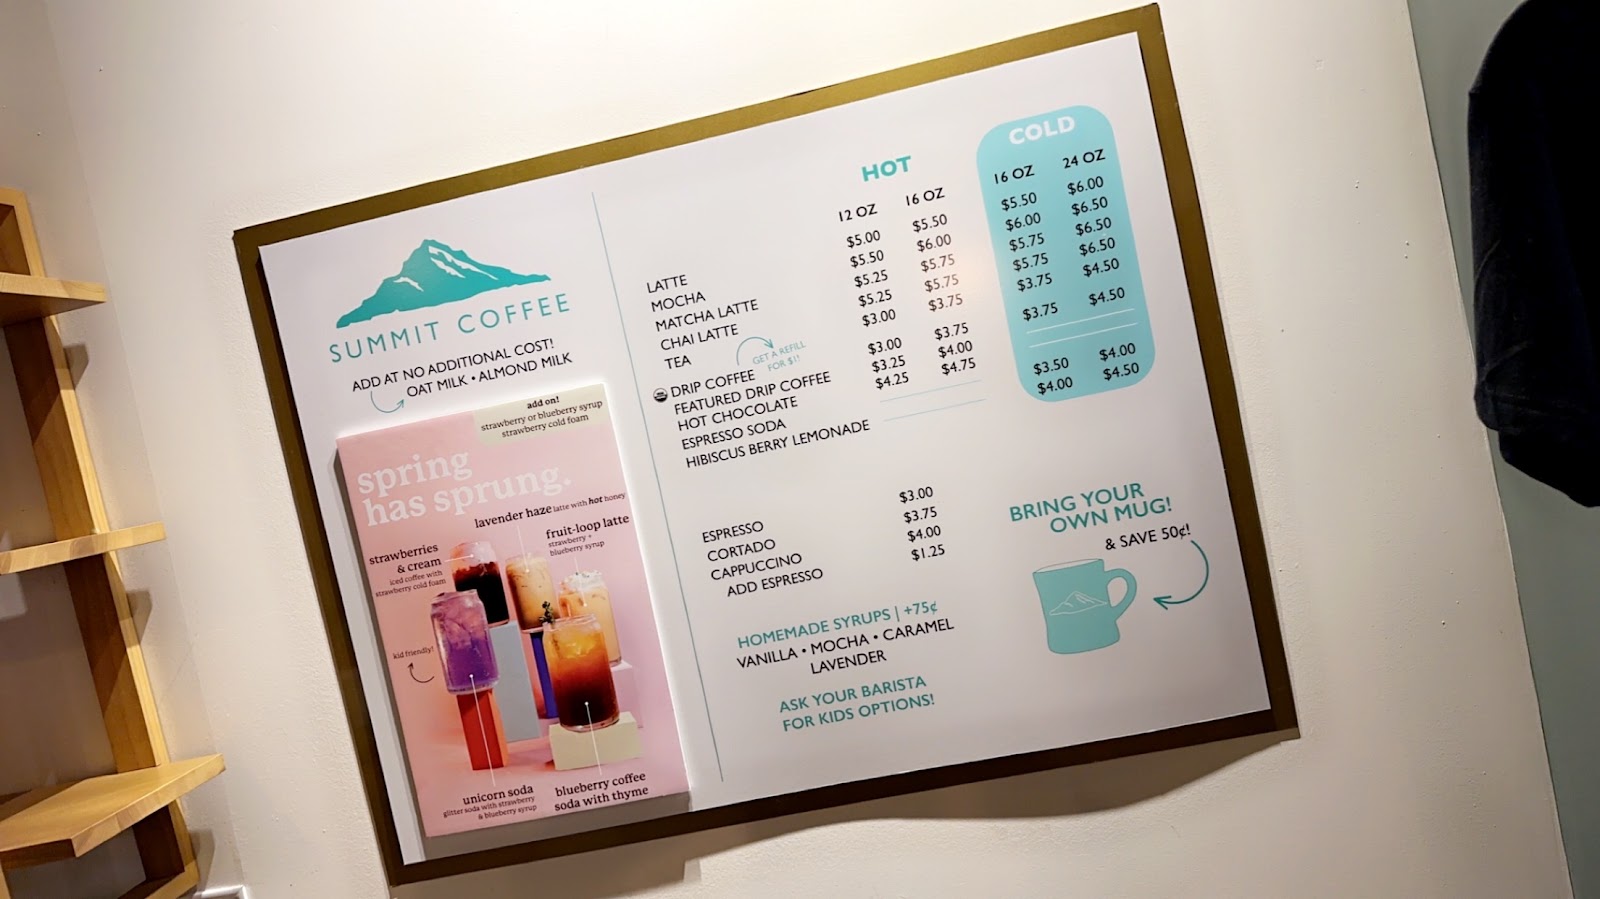 SUMMIT COFFEE
ADD AT NO ADDITIONAL COST!
OAT MILK • ALMOND MILK
add on!
strawberry or blueberry syrup
strawberry cold foam
spring
has sprung.
lavender haze latte with hot honey
fruit-loop latte
strawberry +
blueberry syrup
strawberries
& cream
iced coffee with
strawberry cold foam
kid friendly!
unicorn soda
glitter soda with strawberry
& blueberry syrup
blueberry coffee
soda with thyme
HOT
COLD
12 OZ 16 OZ 16 OZ 24 OZ
LATTE $5.00 $5.50 $5.50 $6.00
MOCHA $5.50 $6.00 $6.00 $6.50
MATCHA LATTE $5.25 $5.75 $5.75 $6.50
CHAI LATTE $5.25 $5.75 $5.75 $6.50
TEA $3.00 $3.75 $3.75 $4.50
GET A REFILL
FOR $1!
DRIP COFFEE $3.00 $3.75 $3.75 $4.50
FEATURED DRIP COFFEE $3.25 $4.00
HOT CHOCOLATE $4.25 $4.75
ESPRESSO SODA $3.50 $4.00
HIBISCUS BERRY LEMONADE $4.00 $4.50
ESPRESSO $3.00
CORTADO $3.75
CAPPUCCINO $4.00
ADD ESPRESSO $1.25
HOMEMADE SYRUPS | +75¢
VANILLA • MOCHA • CARAMEL
LAVENDER
ASK YOUR BARISTA
FOR KIDS OPTIONS!
BRING YOUR
OWN MUG!
& SAVE 50¢!